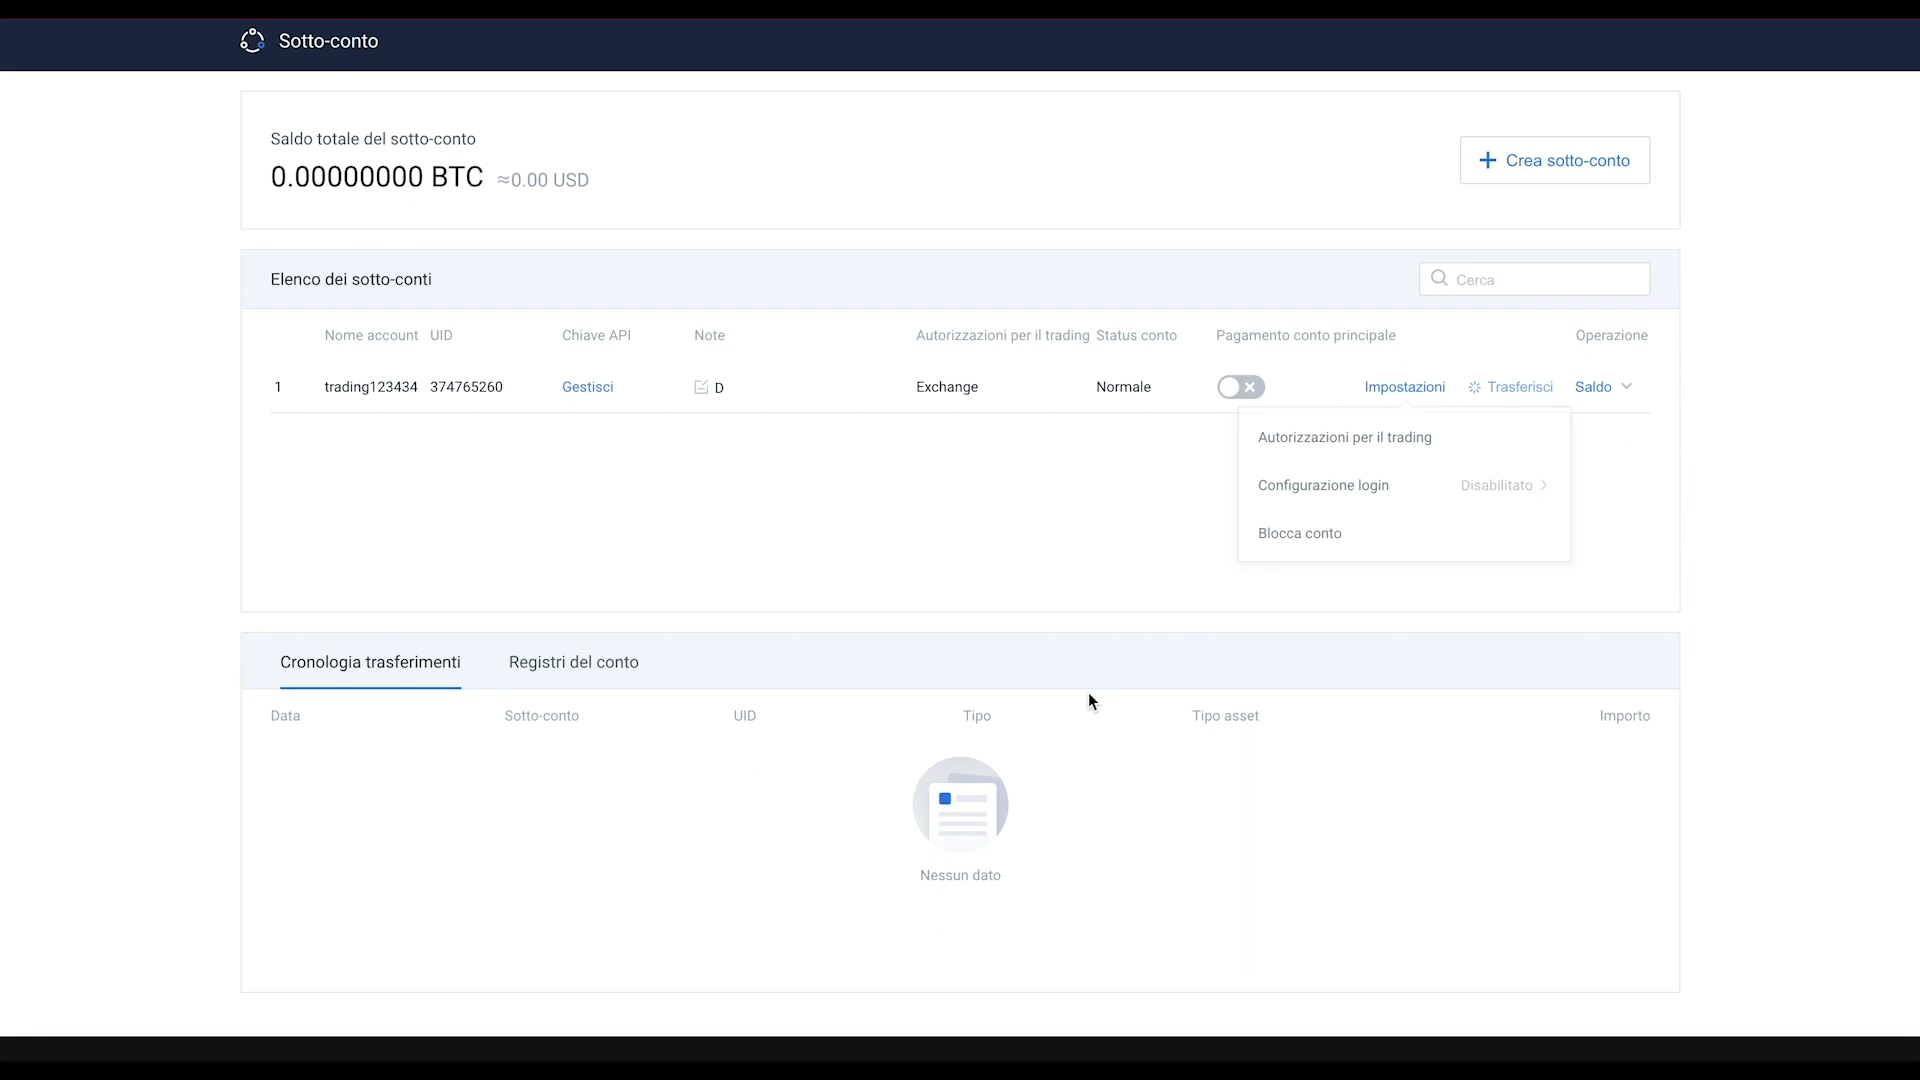 Sotto-conto
Saldo totale del sotto-conto
0.00000000 BTC ≈0.00 USD
Crea sotto-conto
Elenco dei sotto-conti
Cerca
Nome account UID Chiave API Note Autorizzazioni per il trading Status conto Pagamento conto principale Operazione
1 trading123434 374765260 Gestisci D Exchange Normale Impostazioni Trasferisci Saldo
Autorizzazioni per il trading
Configurazione login Disabilitato
Blocca conto
Cronologia trasferimenti Registri del conto
Data Sotto-conto UID Tipo Tipo asset Importo
Nessun dato